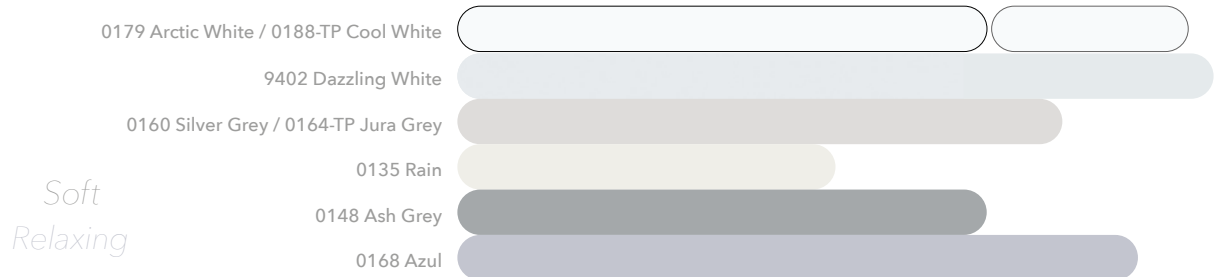 0179 Arctic White / 0188-TP Cool White
9402 Dazzling White
0160 Silver Grey / 0164-TP Jura Grey
0135 Rain
Soft
0148 Ash Grey
Relaxing
0168 Azul